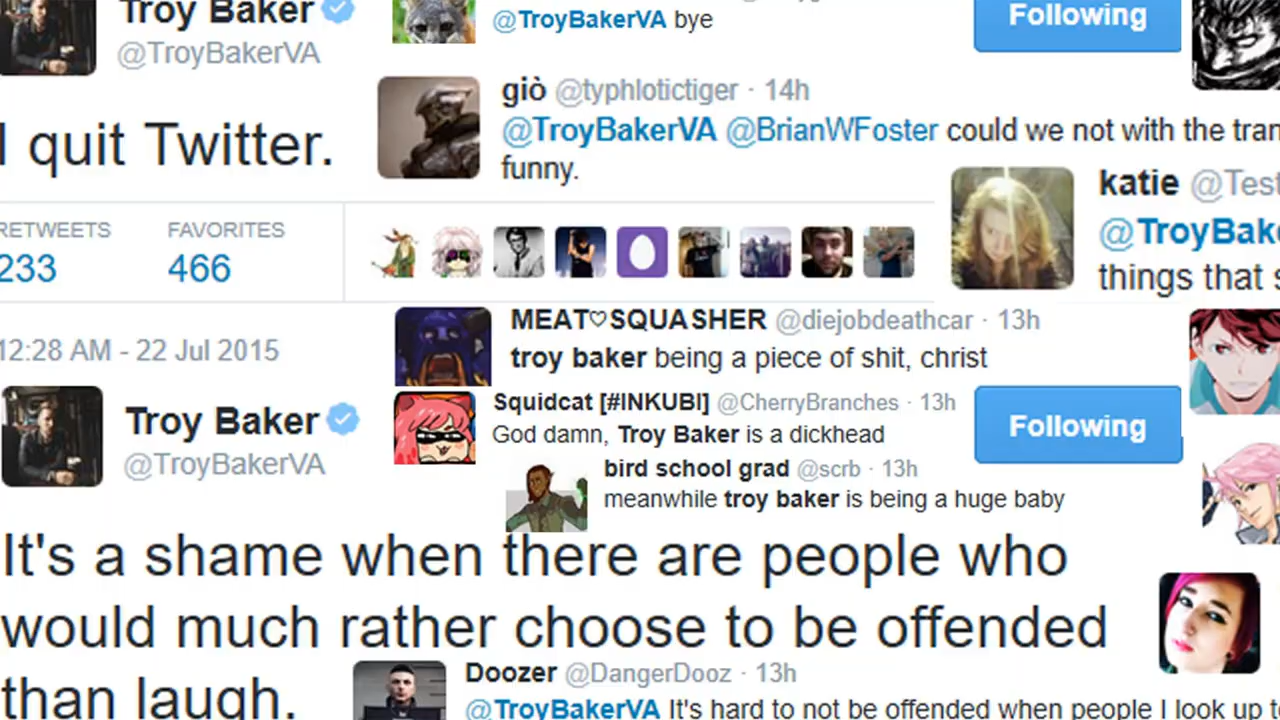 Troy Baker
@TroyBakerVA
@TroyBakerVA bye
Following
giò @typhlotictiger · 14h
@TroyBakerVA @BrianWFoster could we not with the tran
funny.
I quit Twitter.
katie @Test
@TroyBake
things that s
RETWEETS FAVORITES
233 466
12:28 AM - 22 Jul 2015
MEAT♡SQUASHER @diejobdeathcar · 13h
troy baker being a piece of shit, christ
Troy Baker
@TroyBakerVA
Squidcat [#INKUBI] @CherryBranches · 13h
God damn, Troy Baker is a dickhead
Following
bird school grad @scrb · 13h
meanwhile troy baker is being a huge baby
It's a shame when there are people who
would much rather choose to be offended
than laugh.
Doozer @DangerDooz · 13h
@TroyBakerVA It's hard to not be offended when people I look up t